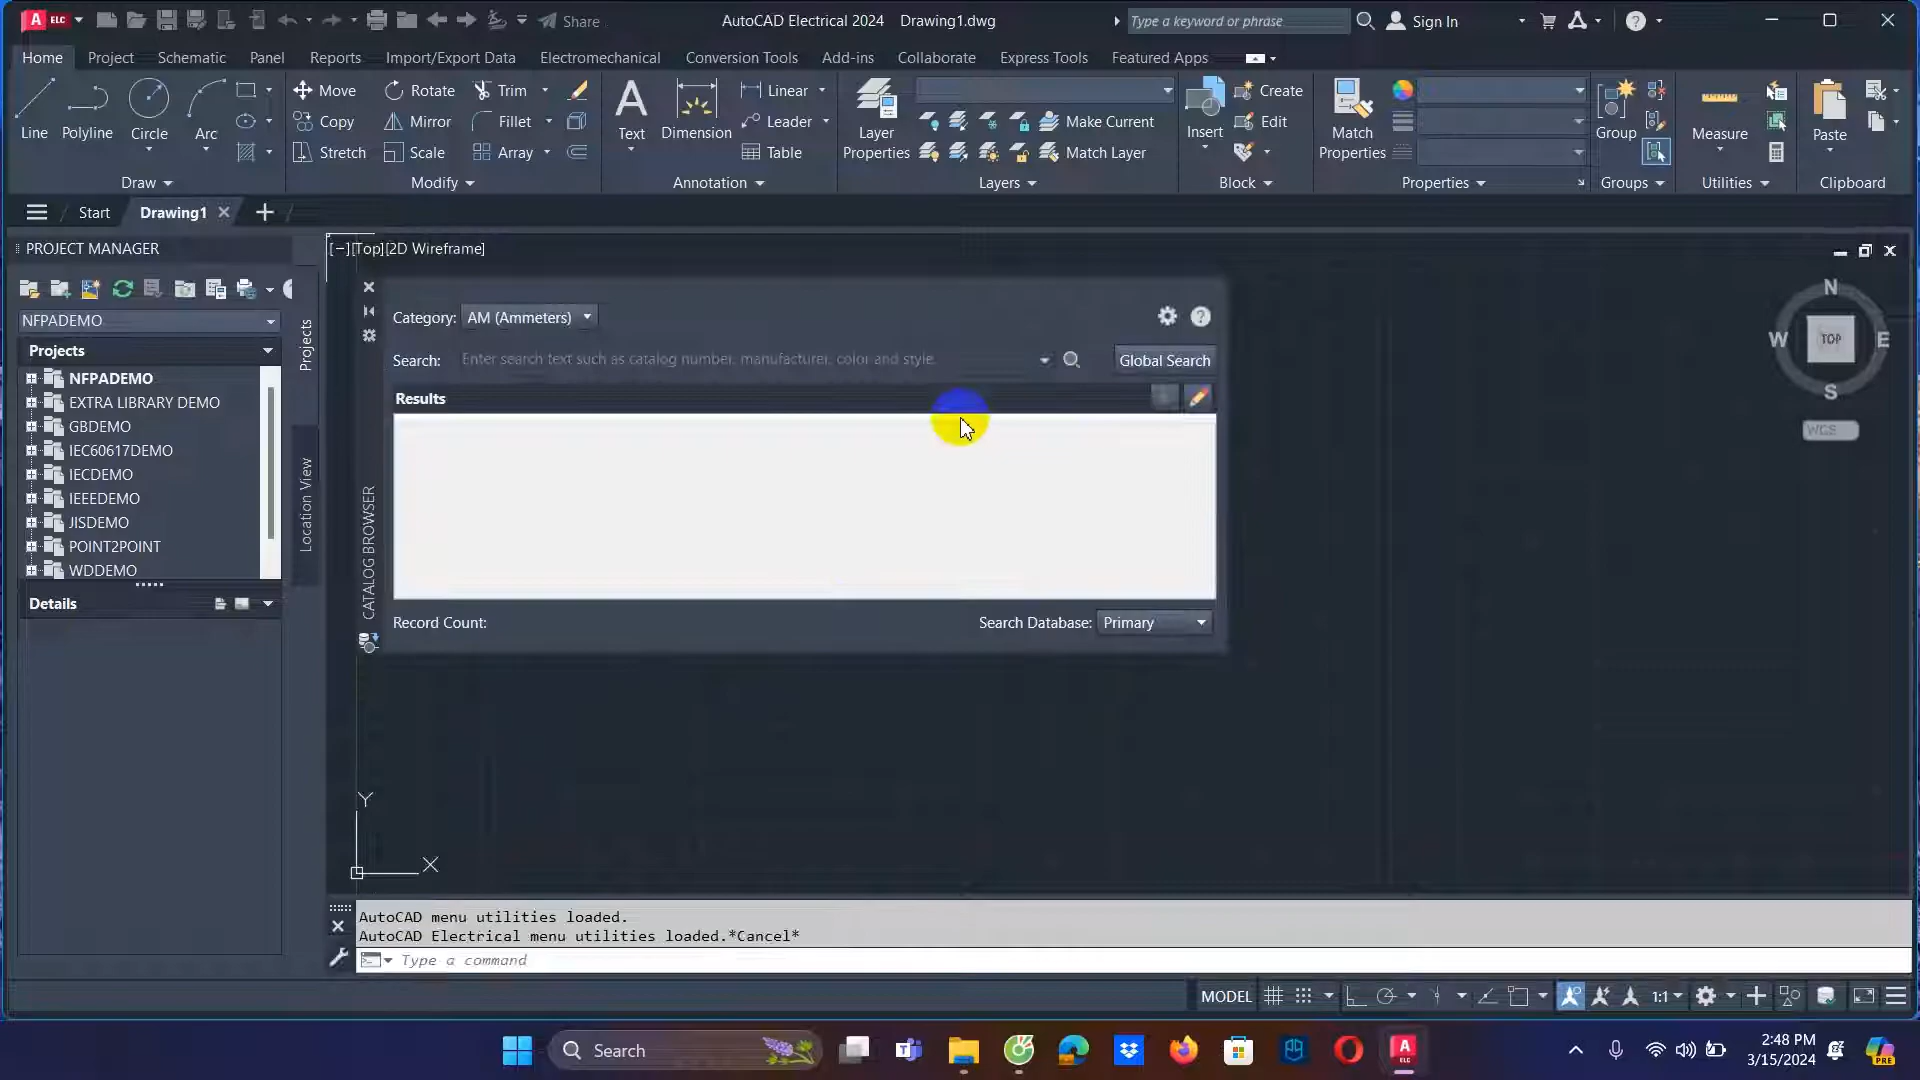 A ELC Share AutoCAD Electrical 2024 Drawing1.dwg Type a keyword or phrase Sign In
Home Project Schematic Panel Reports Import/Export Data Electromechanical Conversion Tools Add-ins Collaborate Express Tools Featured Apps
Line Polyline Circle Arc
Draw
Move Rotate Trim
Copy Mirror Fillet
Stretch Scale Array
Modify
Text Dimension
Linear
Leader
Table
Annotation
Layer Properties
Make Current
Match Layer
Layers
Insert
Create
Edit
Block
Match Properties
Properties
Group
Groups
Measure
Utilities
Paste
Clipboard
Start Drawing1
PROJECT MANAGER
NFPADEMO
Projects
NFPADEMO
EXTRA LIBRARY DEMO
GBDEMO
IEC60617DEMO
IECDEMO
IEEEDEMO
JISDEMO
POINT2POINT
WDDEMO
Details
Projects
Location View
[−][Top][2D Wireframe]
Category: AM (Ammeters)
Search: Enter search text such as catalog number, manufacturer, color and style. Global Search
Results
Record Count: Search Database: Primary
CATALOG BROWSER
N
W TOP E
S
WCS
Y
X
AutoCAD menu utilities loaded.
AutoCAD Electrical menu utilities loaded.*Cancel*
Type a command
MODEL 1:1
Search
2:48 PM
3/15/2024
PRE